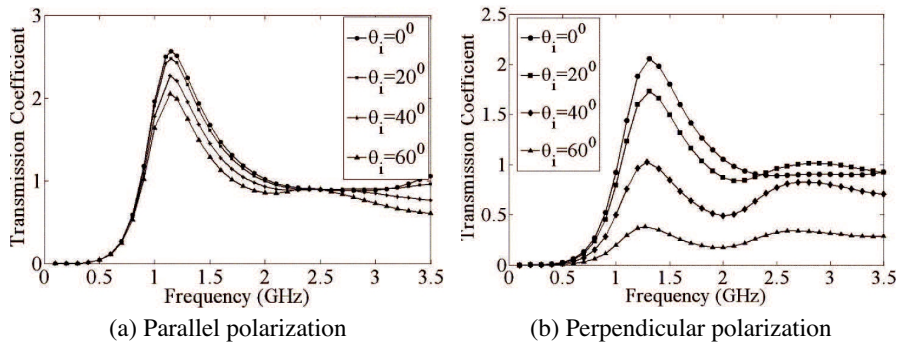 3
2
1
0
0 0.5 1 1.5 2 2.5 3 3.5
Transmission Coefficient
Frequency (GHz)
θi=0⁰
θi=20⁰
θi=40⁰
θi=60⁰
(a) Parallel polarization
2.5
2
1.5
1
0.5
0
0 0.5 1 1.5 2 2.5 3 3.5
Transmission Coefficient
Frequency (GHz)
θi=0⁰
θi=20⁰
θi=40⁰
θi=60⁰
(b) Perpendicular polarization